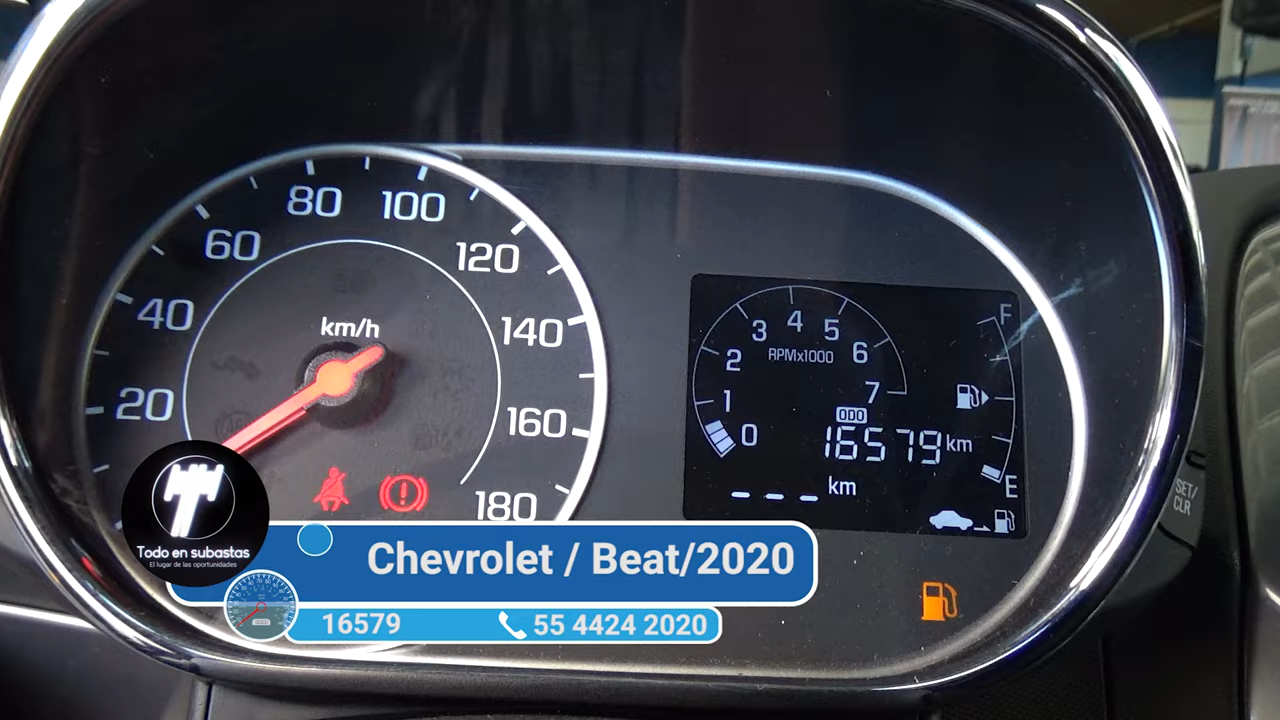 80 100
60 120
km/h
40 140
20 160
180
3 4 5
2 RPMx1000 6
1 7
0
ODO
16579 km
--- km
F
E
SET/
CLR
Todo en subastas
El lugar de las oportunidades
Chevrolet / Beat/2020
16579 55 4424 2020